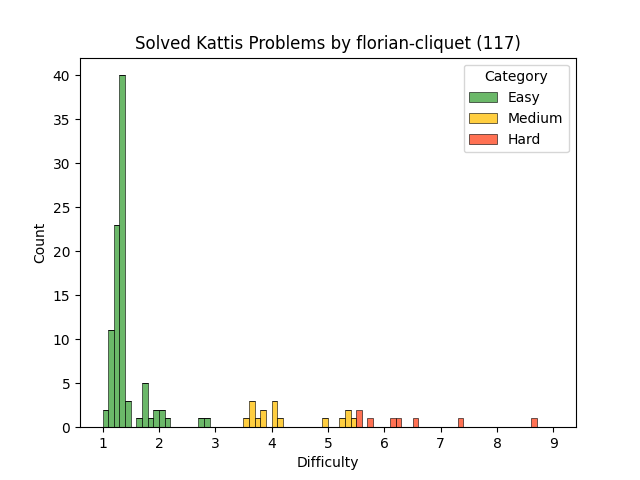 Solved Kattis Problems by florian-cliquet (117)
Category
Easy
Medium
Hard
40
35
30
25
20
15
10
5
0
Count
1 2 3 4 5 6 7 8 9
Difficulty